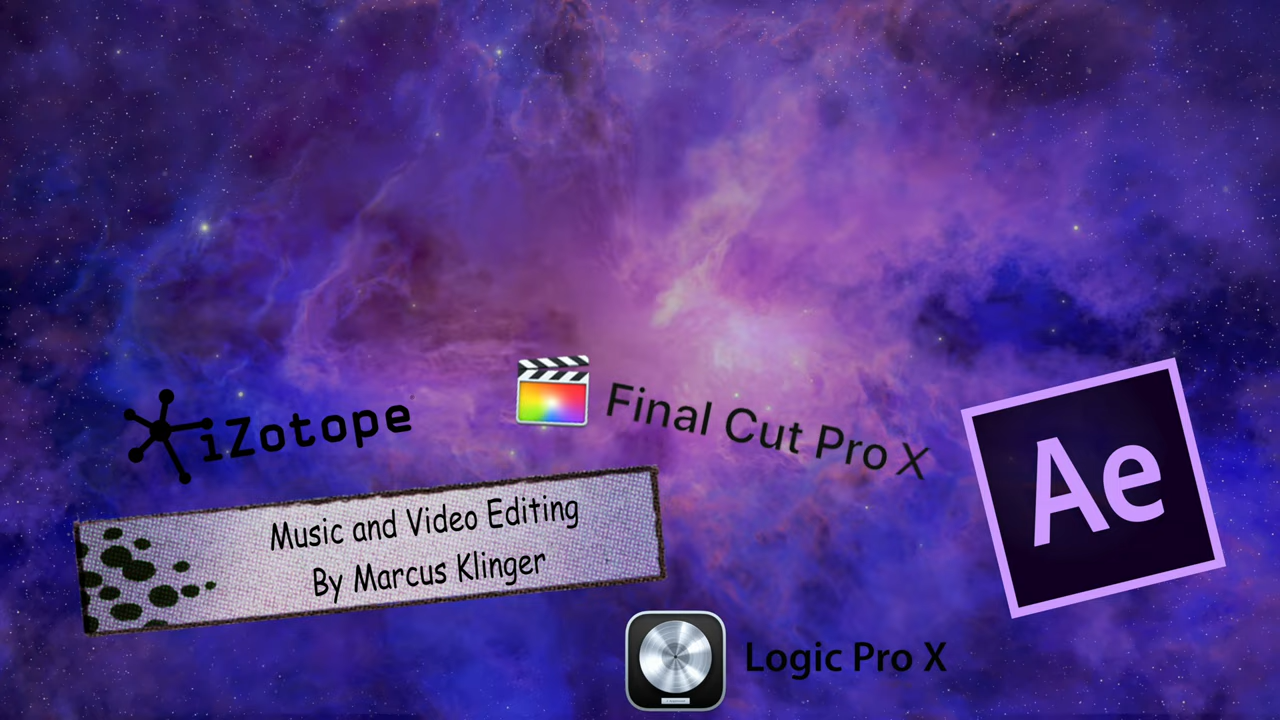 iZotope
Final Cut Pro X
Ae
Music and Video Editing
By Marcus Klinger
Logic Pro X